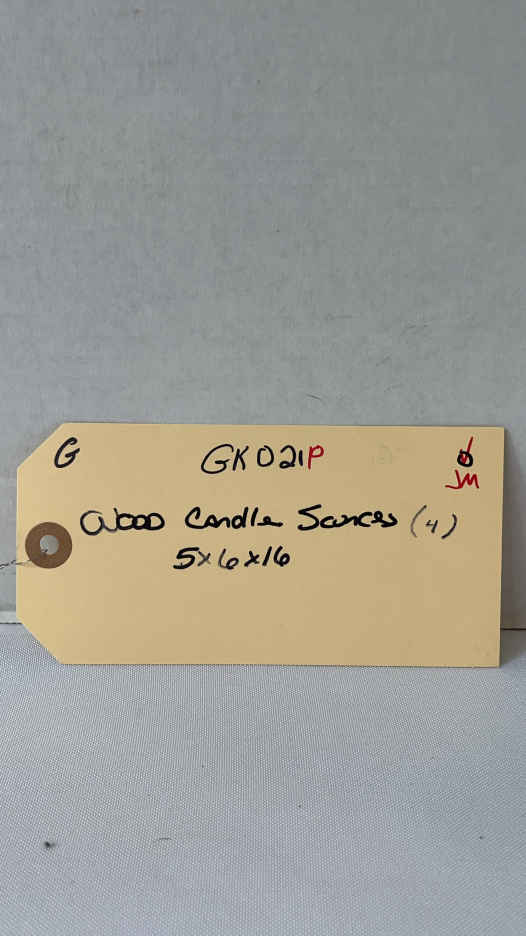 G GK021P O
JM
Wood Candle Sconces (4)
5x6x16